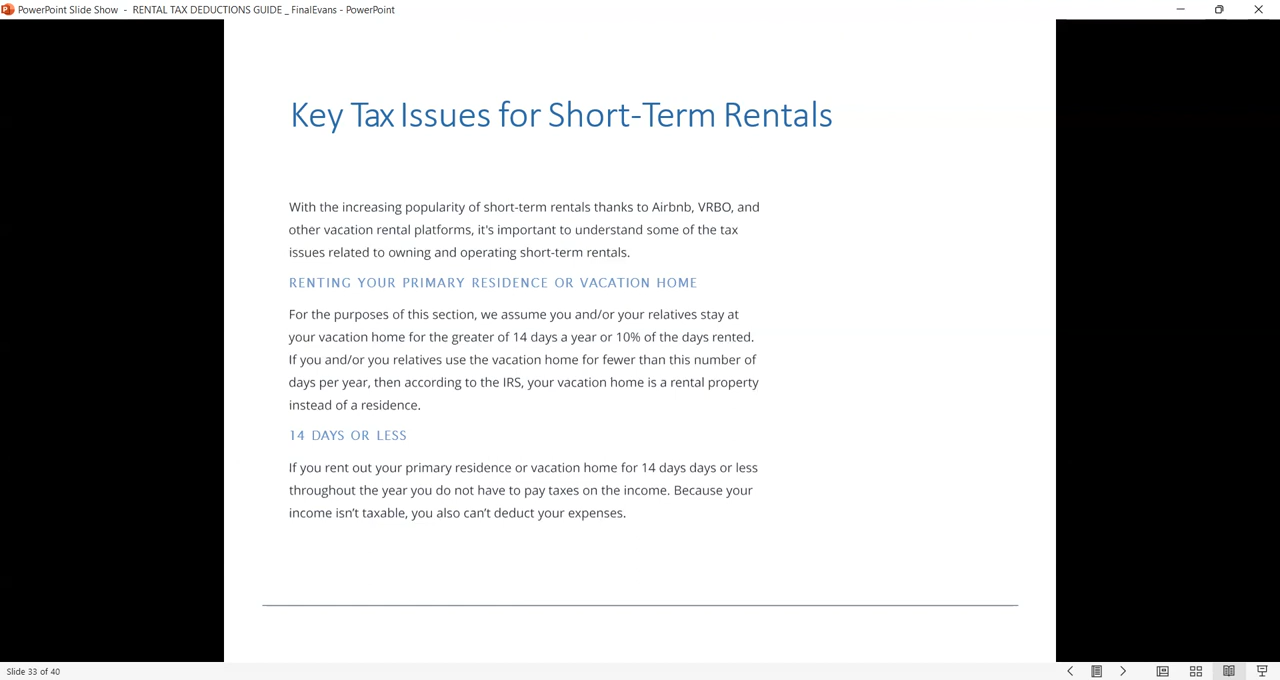 PowerPoint Slide Show - RENTAL TAX DEDUCTIONS GUIDE _ FinalEvans - PowerPoint
Key Tax Issues for Short-Term Rentals
With the increasing popularity of short-term rentals thanks to Airbnb, VRBO, and
other vacation rental platforms, it's important to understand some of the tax
issues related to owning and operating short-term rentals.
RENTING YOUR PRIMARY RESIDENCE OR VACATION HOME
For the purposes of this section, we assume you and/or your relatives stay at
your vacation home for the greater of 14 days a year or 10% of the days rented.
If you and/or you relatives use the vacation home for fewer than this number of
days per year, then according to the IRS, your vacation home is a rental property
instead of a residence.
14 DAYS OR LESS
If you rent out your primary residence or vacation home for 14 days days or less
throughout the year you do not have to pay taxes on the income. Because your
income isn’t taxable, you also can’t deduct your expenses.
Slide 33 of 40